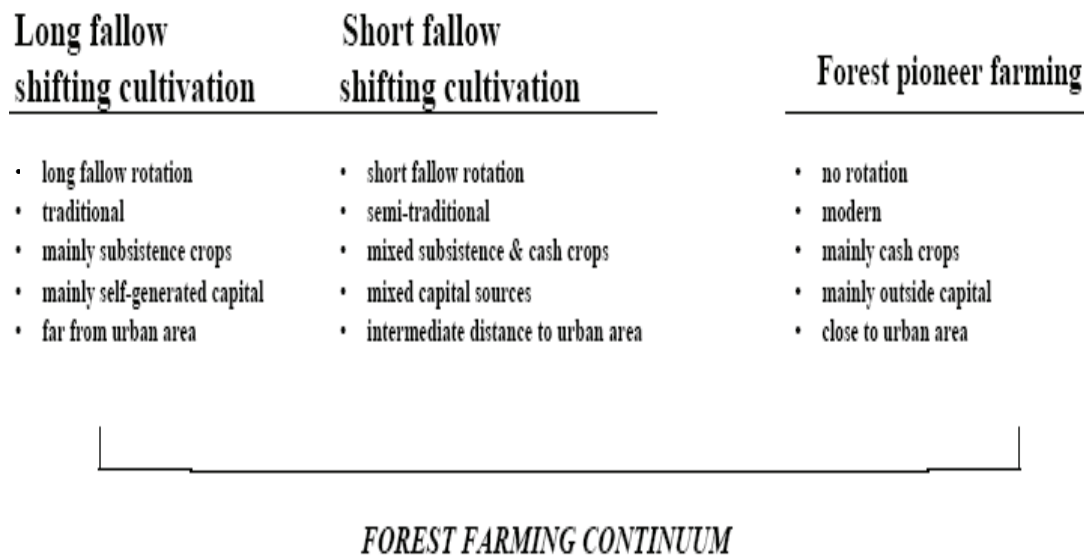 Long fallow
shifting cultivation
• long fallow rotation
• traditional
• mainly subsistence crops
• mainly self-generated capital
• far from urban area
Short fallow
shifting cultivation
• short fallow rotation
• semi-traditional
• mixed subsistence & cash crops
• mixed capital sources
• intermediate distance to urban area
Forest pioneer farming
• no rotation
• modern
• mainly cash crops
• mainly outside capital
• close to urban area
FOREST FARMING CONTINUUM